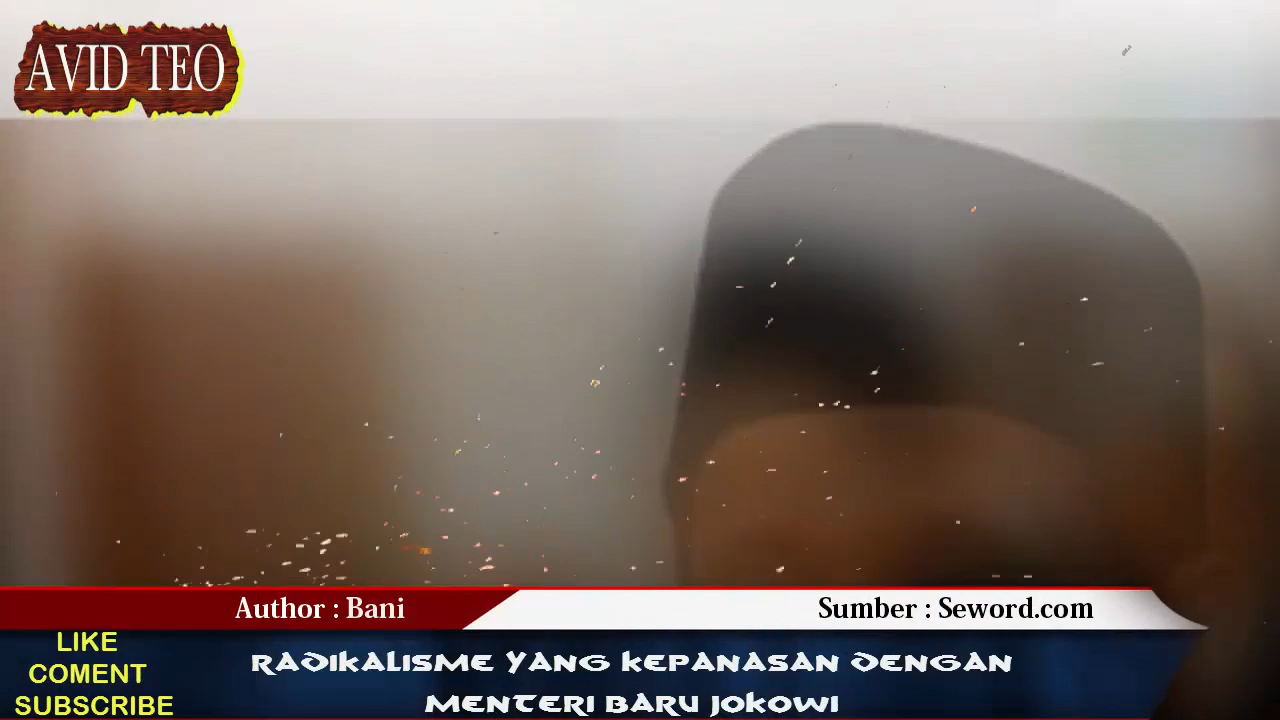 AVID TEO
Author : Bani
Sumber : Seword.com
LIKE
COMENT
SUBSCRIBE
RADIKALISME YANG KEPANASAN DENGAN
MENTERI BARU JOKOWI